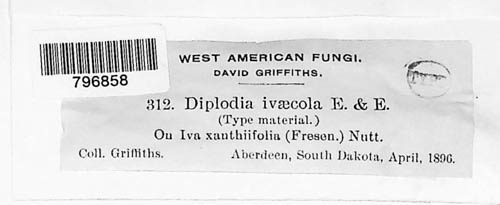 WEST AMERICAN FUNGI.
DAVID GRIFFITHS.
796858
312. Diplodia ivæcola E. & E.
(Type material.)
On Iva xanthiifolia (Fresen.) Nutt.
Coll. Griffiths. Aberdeen, South Dakota, April, 1896.